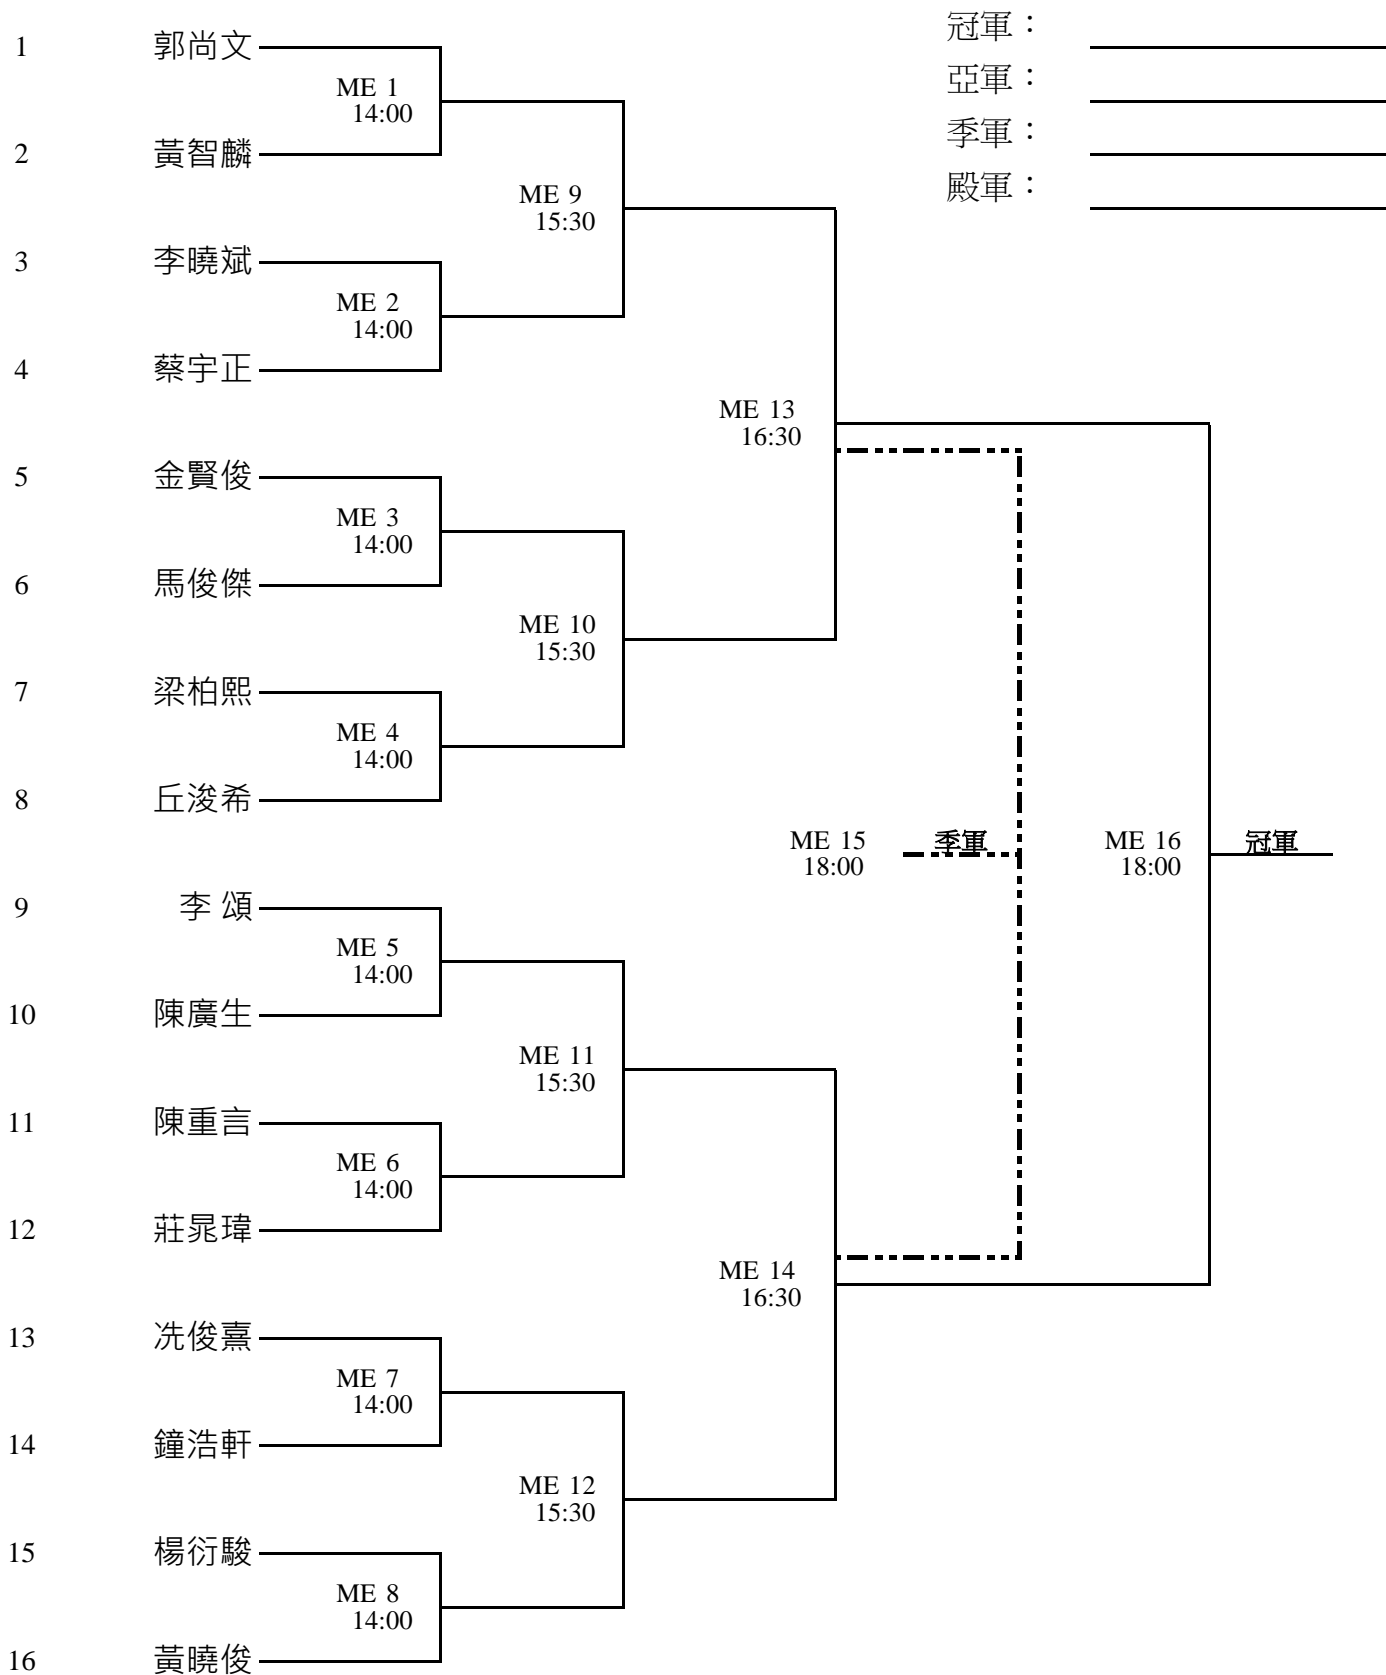 冠軍：
1 郭尚文
ME 1
14:00
亞軍：
季軍：
2 黃智麟
殿軍：
ME 9
15:30
3 李曉斌
ME 2
14:00
4 蔡宇正
ME 13
16:30
5 金賢俊
ME 3
14:00
6 馬俊傑
ME 10
15:30
7 梁柏熙
ME 4
14:00
8 丘浚希
ME 15 季軍 ME 16 冠軍
18:00 18:00
9 李 頌
ME 5
14:00
10 陳廣生
ME 11
15:30
11 陳重言
ME 6
14:00
12 莊晁瑋
ME 14
16:30
13 冼俊熹
ME 7
14:00
14 鐘浩軒
ME 12
15:30
15 楊衍駿
ME 8
14:00
16 黃曉俊